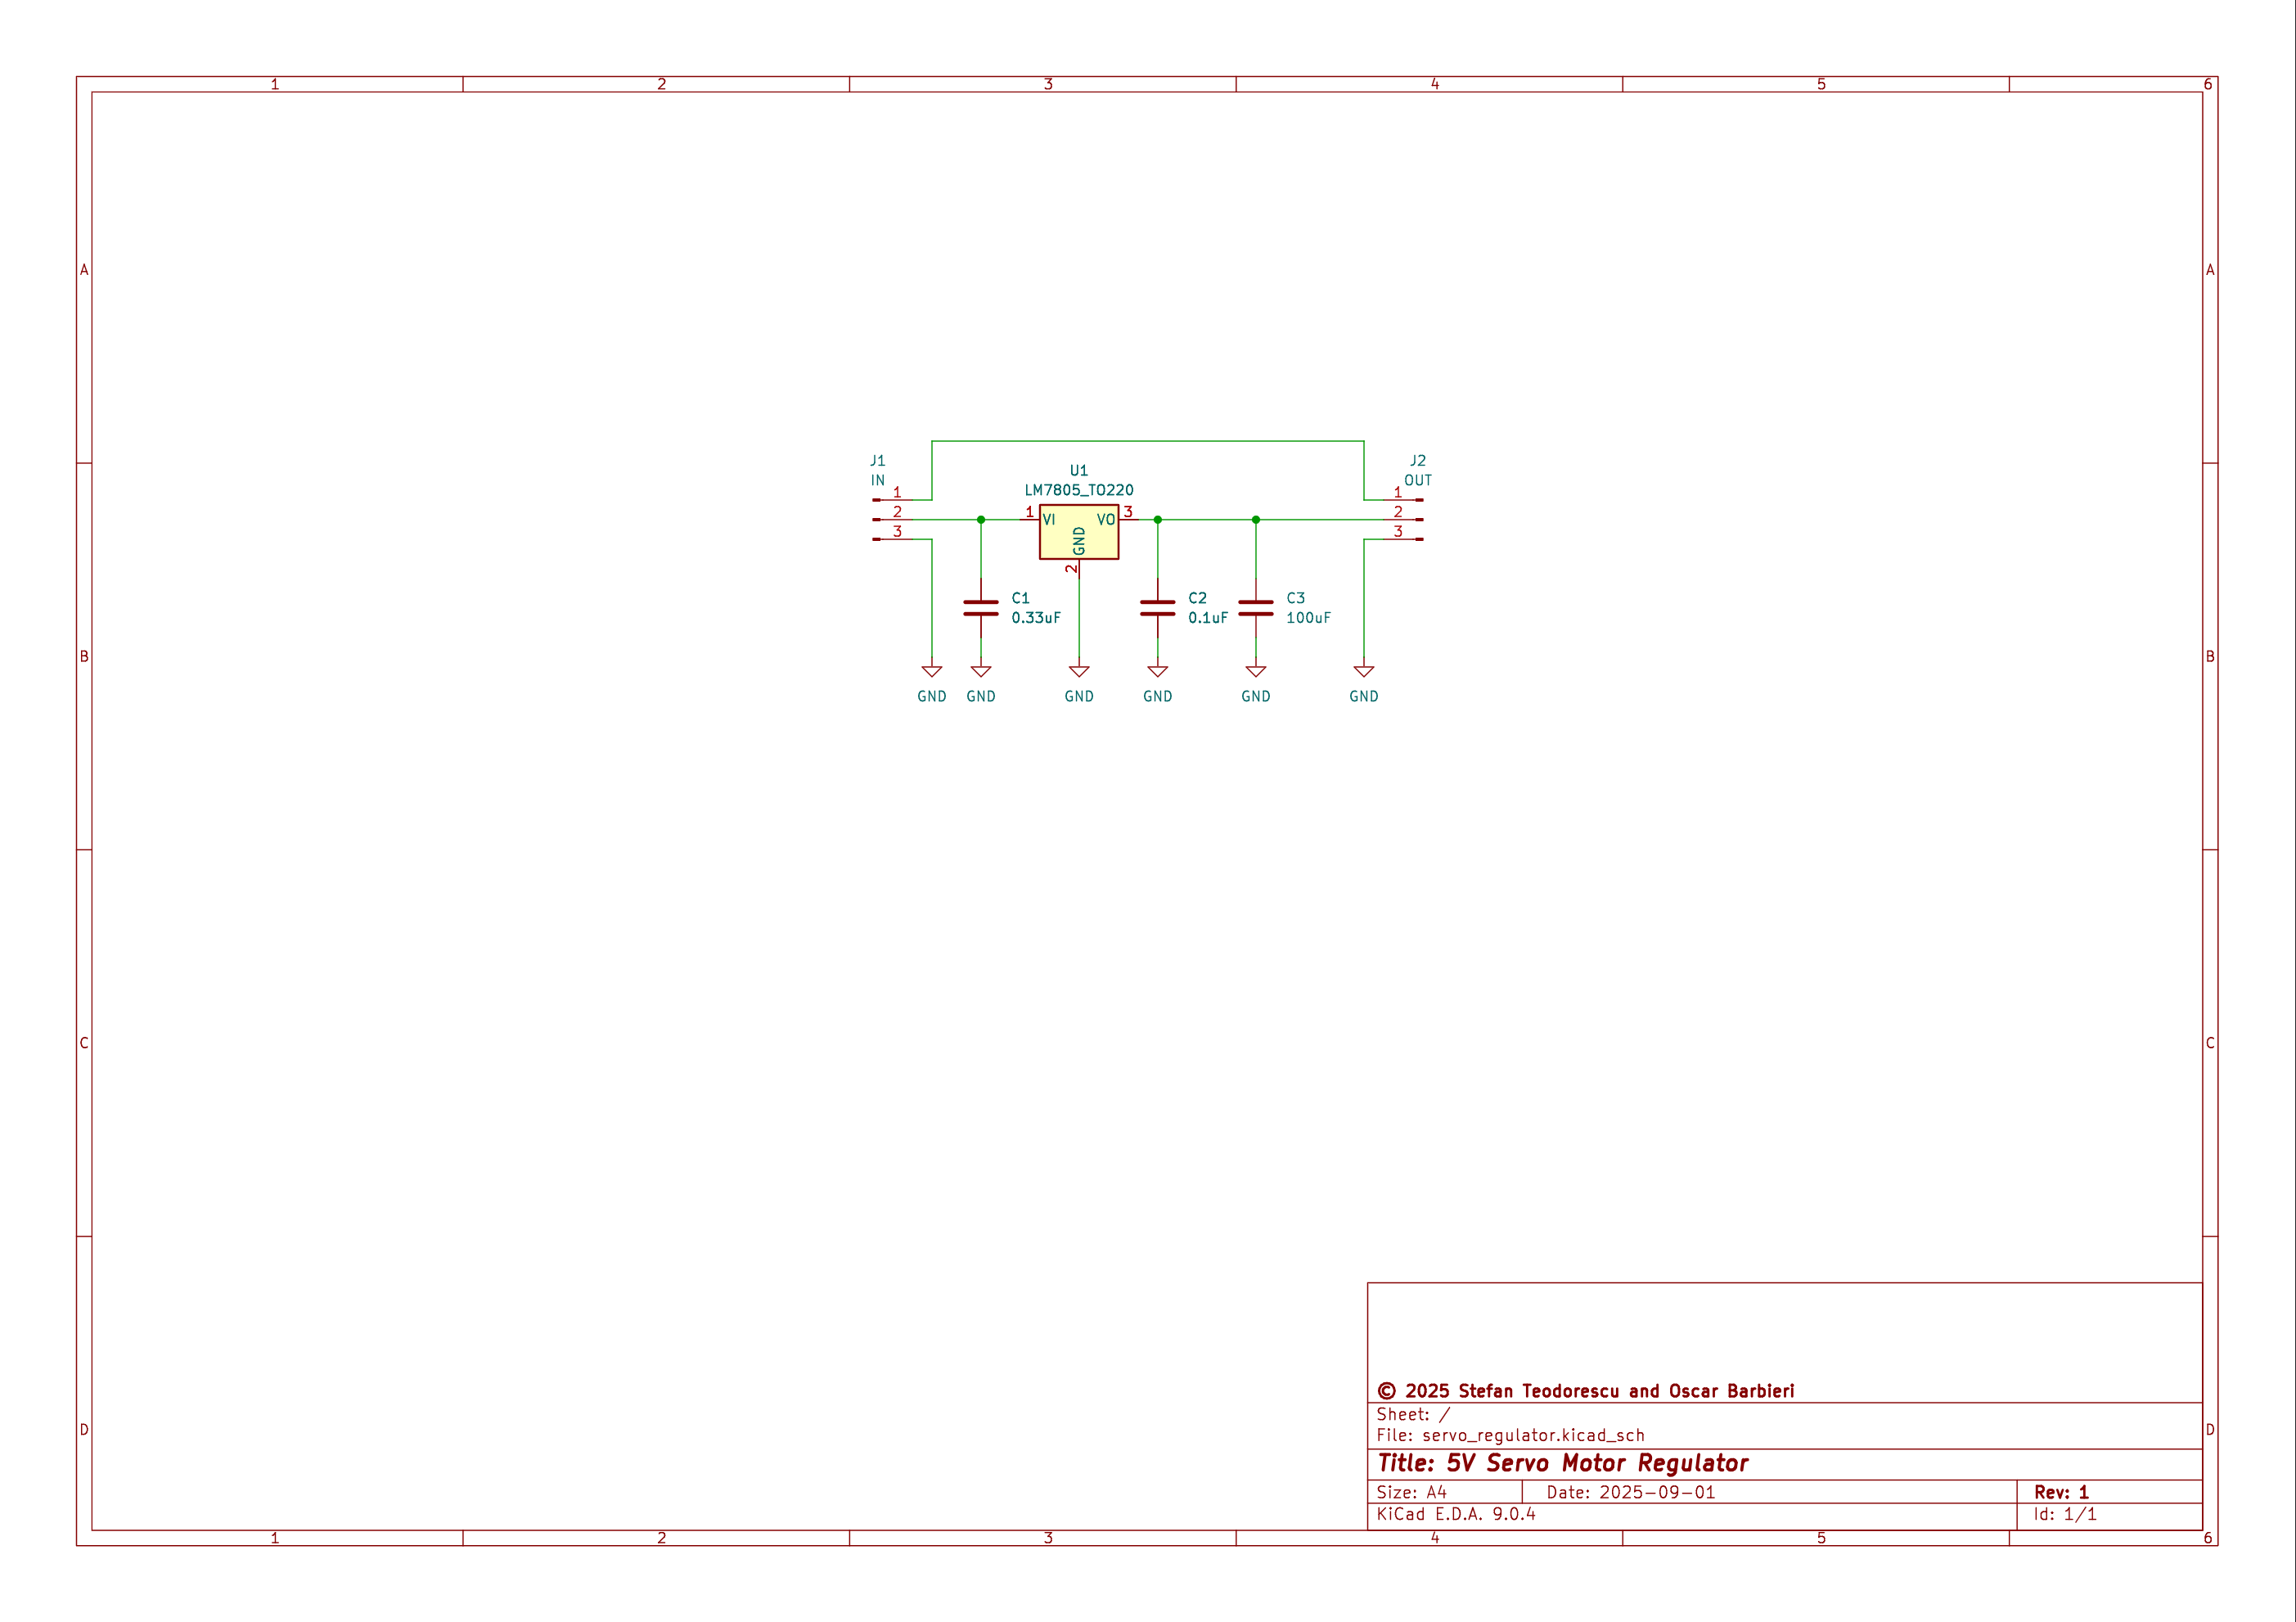 1 2 3 4 5 6
A A
J1
IN
1
2
3
U1
LM7805_TO220
1 VI VO 3
GND
2
J2
OUT
1
2
3
C1
0.33uF
C2
0.1uF
C3
100uF
GND GND GND GND GND GND
B B
C C
D D
© 2025 Stefan Teodorescu and Oscar Barbieri
Sheet: /
File: servo_regulator.kicad_sch
Title: 5V Servo Motor Regulator
Size: A4 Date: 2025-09-01 Rev: 1
KiCad E.D.A. 9.0.4 Id: 1/1
1 2 3 4 5 6